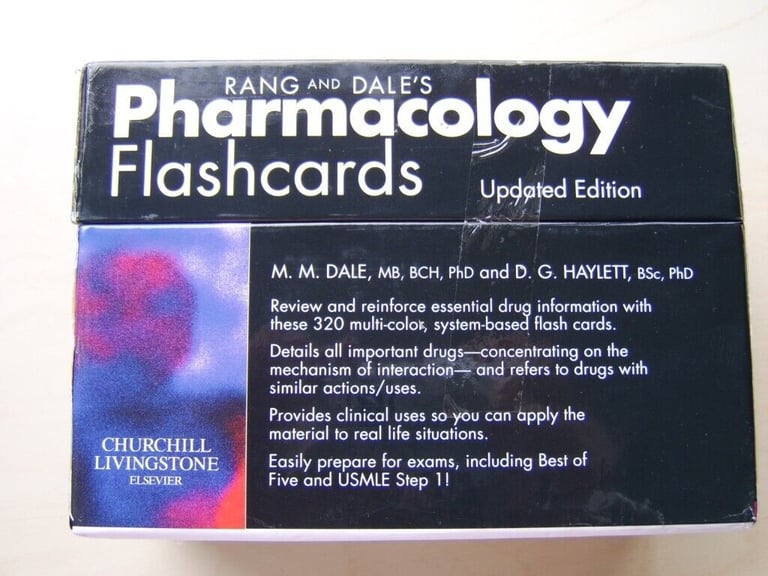 RANG AND DALE'S
Pharmacology
Flashcards
Updated Edition
M. M. DALE, MB, BCH, PhD and D. G. HAYLETT, BSc, PhD
Review and reinforce essential drug information with
these 320 multi-color, system-based flash cards.
Details all important drugs—concentrating on the
mechanism of interaction— and refers to drugs with
similar actions/uses.
Provides clinical uses so you can apply the
material to real life situations.
Easily prepare for exams, including Best of
Five and USMLE Step 1!
CHURCHILL
LIVINGSTONE
ELSEVIER